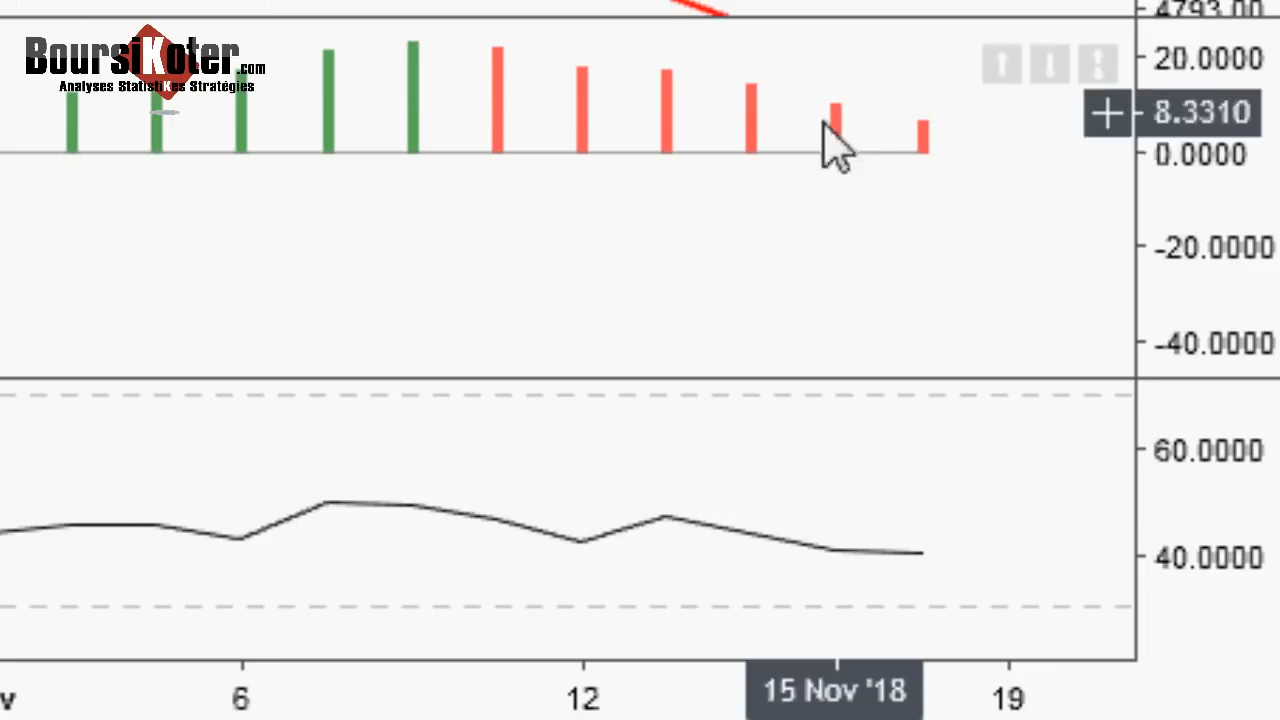 4793.00
BoursiKoter.com
Analyses StatistiKes Stratégies
20.0000
8.3310
0.0000
-20.0000
-40.0000
60.0000
40.0000
v
6
12
15 Nov '18
19